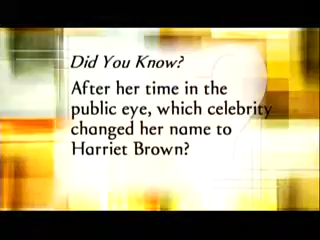 Did You Know?
After her time in the
public eye, which celebrity
changed her name to
Harriet Brown?